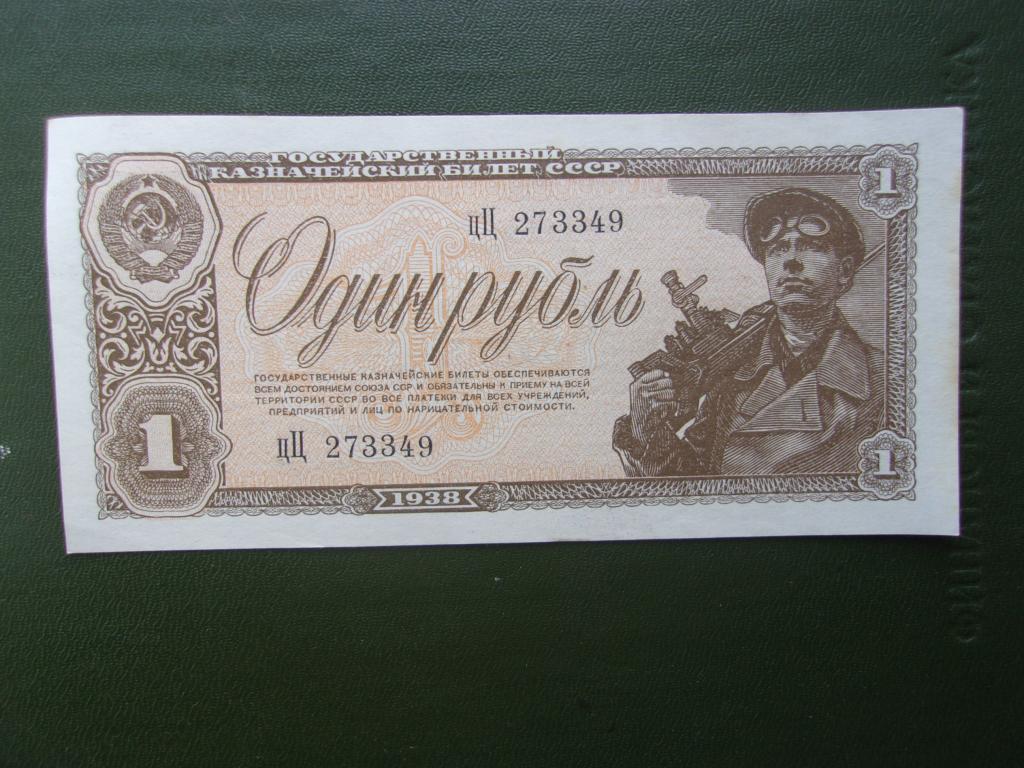 ГОСУДАРСТВЕННЫЙ
КАЗНАЧЕЙСКИЙ БИЛЕТ СССР
1
цЦ 273349
Один рубль
ГОСУДАРСТВЕННЫЕ КАЗНАЧЕЙСКИЕ БИЛЕТЫ ОБЕСПЕЧИВАЮТСЯ
ВСЕМ ДОСТОЯНИЕМ СОЮЗА ССР И ОБЯЗАТЕЛЬНЫ К ПРИЕМУ НА ВСЕЙ
ТЕРРИТОРИИ СССР ВО ВСЕ ПЛАТЕЖИ ДЛЯ ВСЕХ УЧРЕЖДЕНИЙ,
ПРЕДПРИЯТИЙ И ЛИЦ ПО НАРИЦАТЕЛЬНОЙ СТОИМОСТИ.
1
цЦ 273349
1
1938